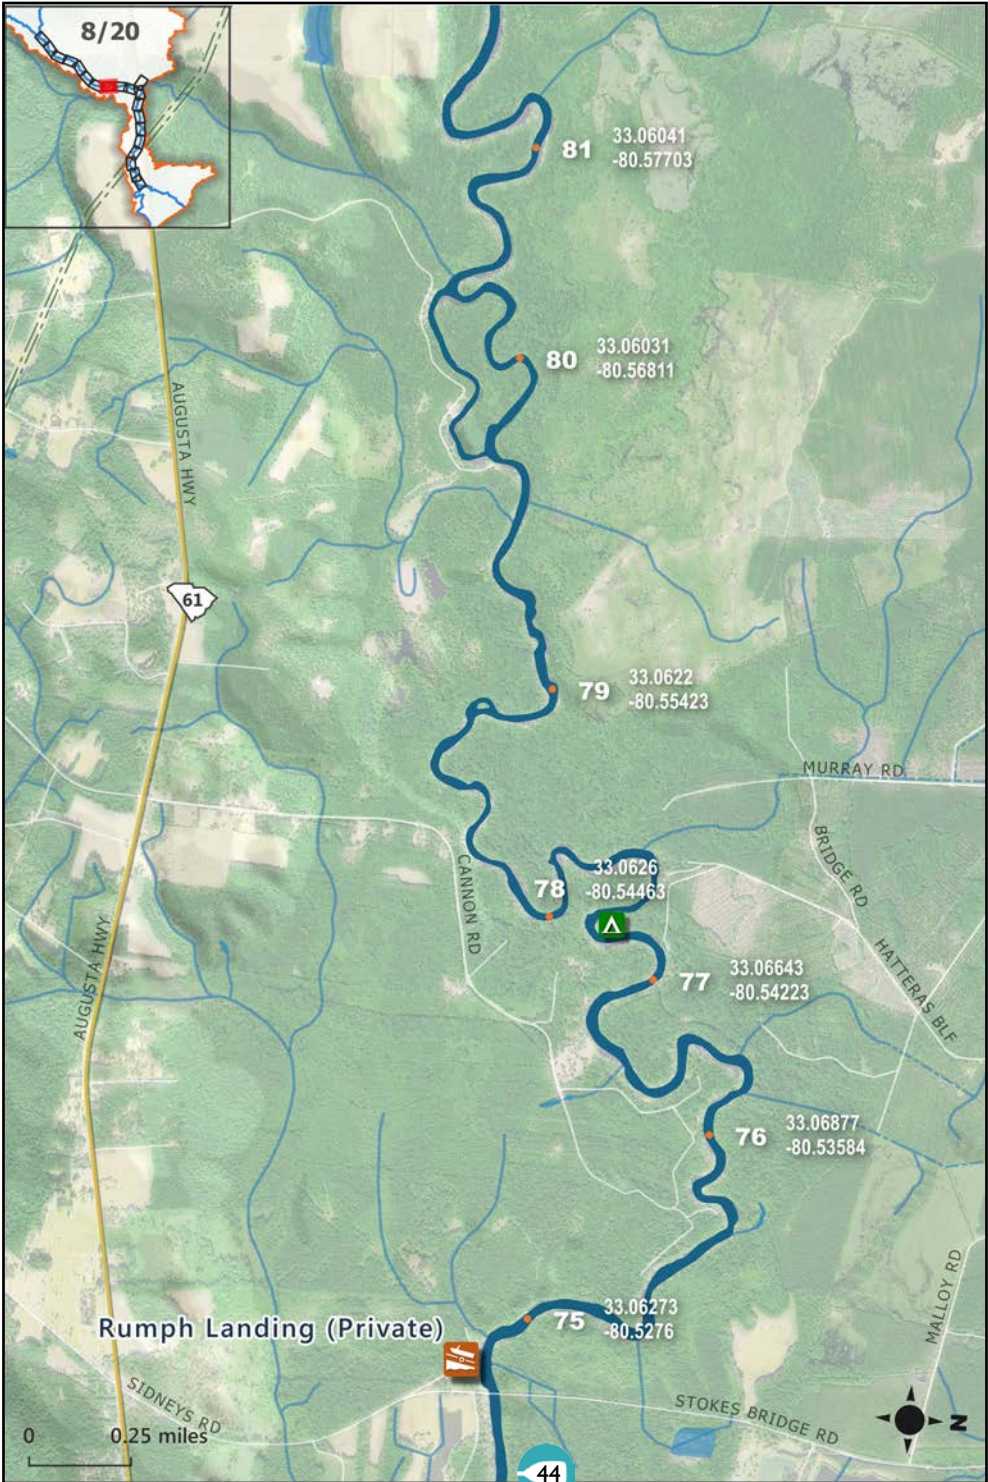 8/20
81
33.06041
-80.57703
80
33.06031
-80.56811
AUGUSTA HWY
61
79
33.0622
-80.55423
MURRAY RD
BRIDGE RD
78
33.0626
-80.54463
CANNON RD
HATTERAS BLF
77
33.06643
-80.54223
AUGUSTA HWY
76
33.06877
-80.53584
MALLOY RD
75
33.06273
-80.5276
Rumph Landing (Private)
SIDNEYS RD
STOKES BRIDGE RD
N
0 0.25 miles
44